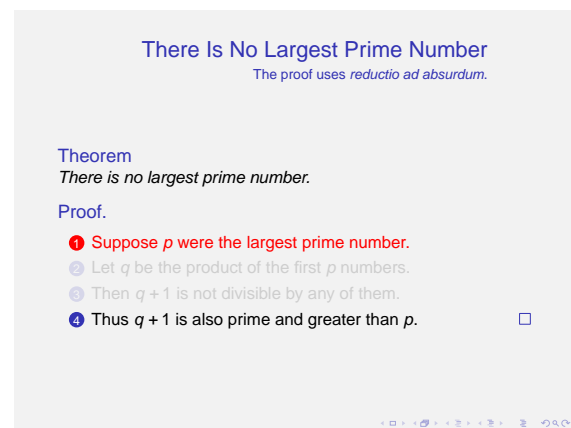 There Is No Largest Prime Number
The proof uses reductio ad absurdum.
Theorem
There is no largest prime number.
Proof.
1 Suppose p were the largest prime number.
2 Let q be the product of the first p numbers.
3 Then q + 1 is not divisible by any of them.
4 Thus q + 1 is also prime and greater than p.